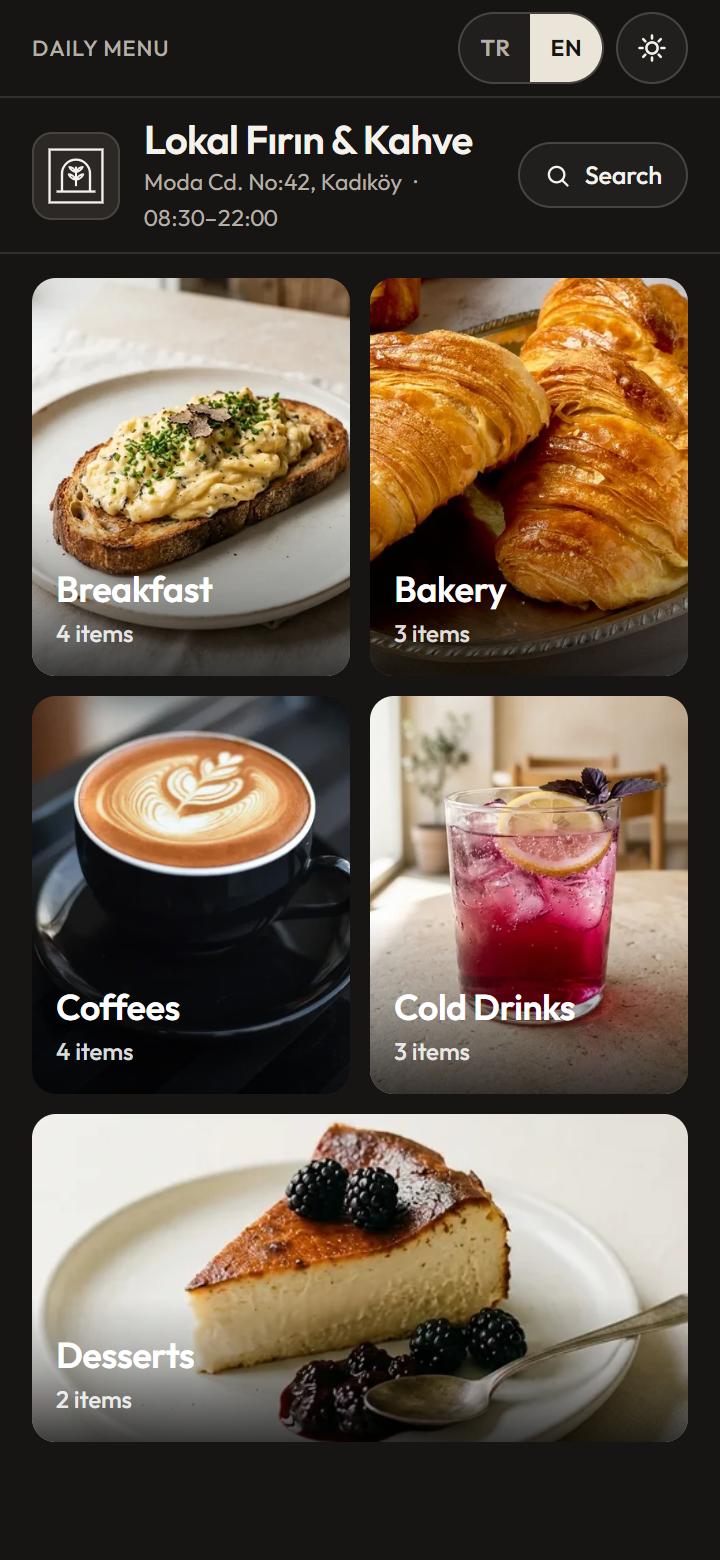 DAILY MENU
TR
EN
Lokal Fırın & Kahve
Moda Cd. No:42, Kadıköy ·
08:30–22:00
Search
Breakfast
4 items
Bakery
3 items
Coffees
4 items
Cold Drinks
3 items
Desserts
2 items